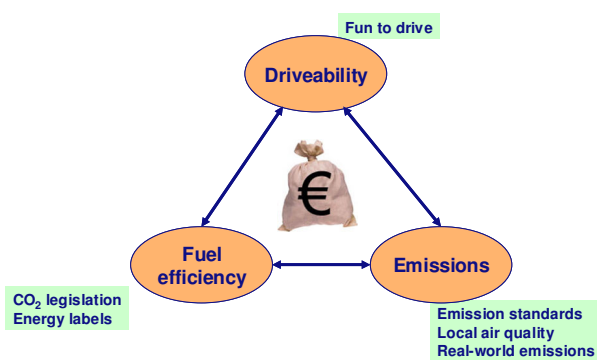 Fun to drive
Driveability
€
Fuel
efficiency
Emissions
CO₂ legislation
Energy labels
Emission standards
Local air quality
Real-world emissions